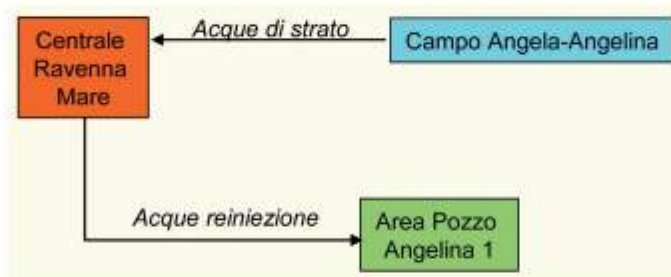 Centrale
Ravenna
Mare
Acque di strato
Campo Angela-Angelina
Acque reiniezione
Area Pozzo
Angelina 1